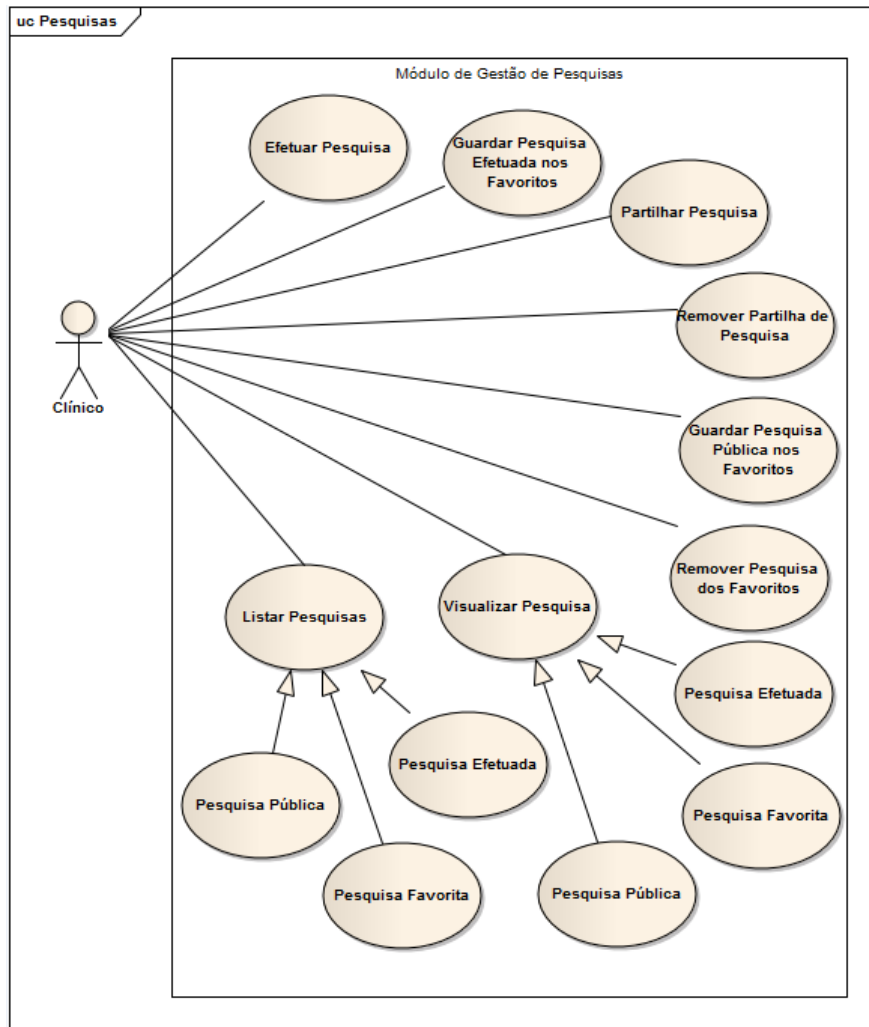 uc Pesquisas
Módulo de Gestão de Pesquisas
Efetuar Pesquisa
Guardar Pesquisa
Efetuada nos
Favoritos
Partilhar Pesquisa
Remover Partilha de
Pesquisa
Clínico
Guardar Pesquisa
Pública nos
Favoritos
Remover Pesquisa
dos Favoritos
Listar Pesquisas
Visualizar Pesquisa
Pesquisa Efetuada
Pesquisa Efetuada
Pesquisa Pública
Pesquisa Favorita
Pesquisa Favorita
Pesquisa Pública